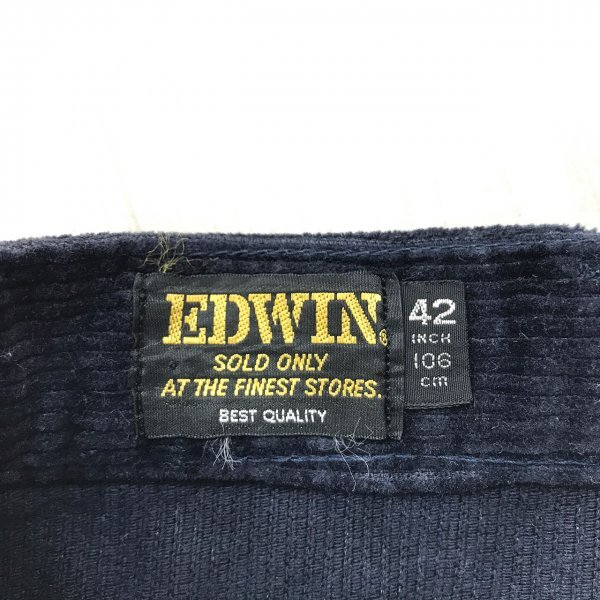 EDWIN®
SOLD ONLY
AT THE FINEST STORES.
BEST QUALITY
42
INCH
106
cm